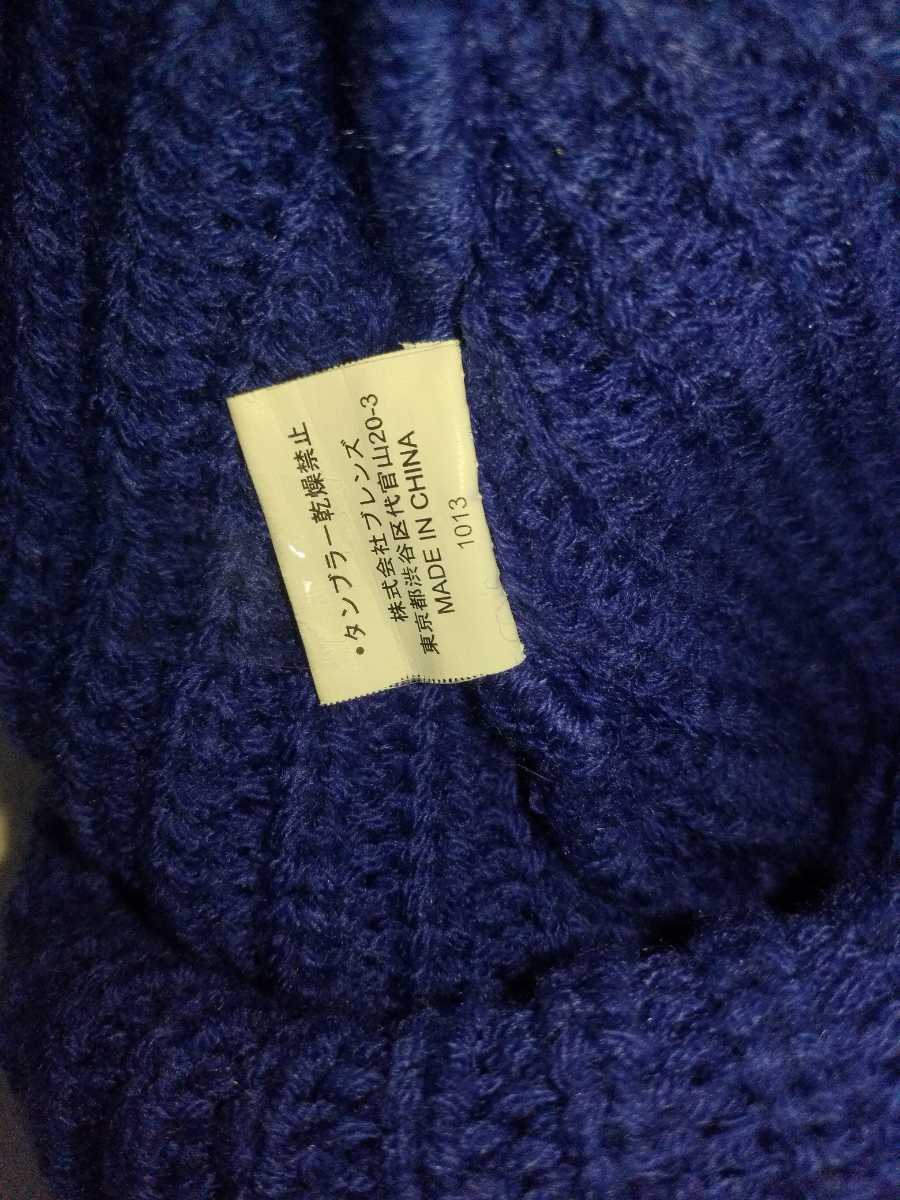 •タンブラー乾燥禁止
株式会社ブレンズ
東京都渋谷区代官山20-3
MADE IN CHINA
1013